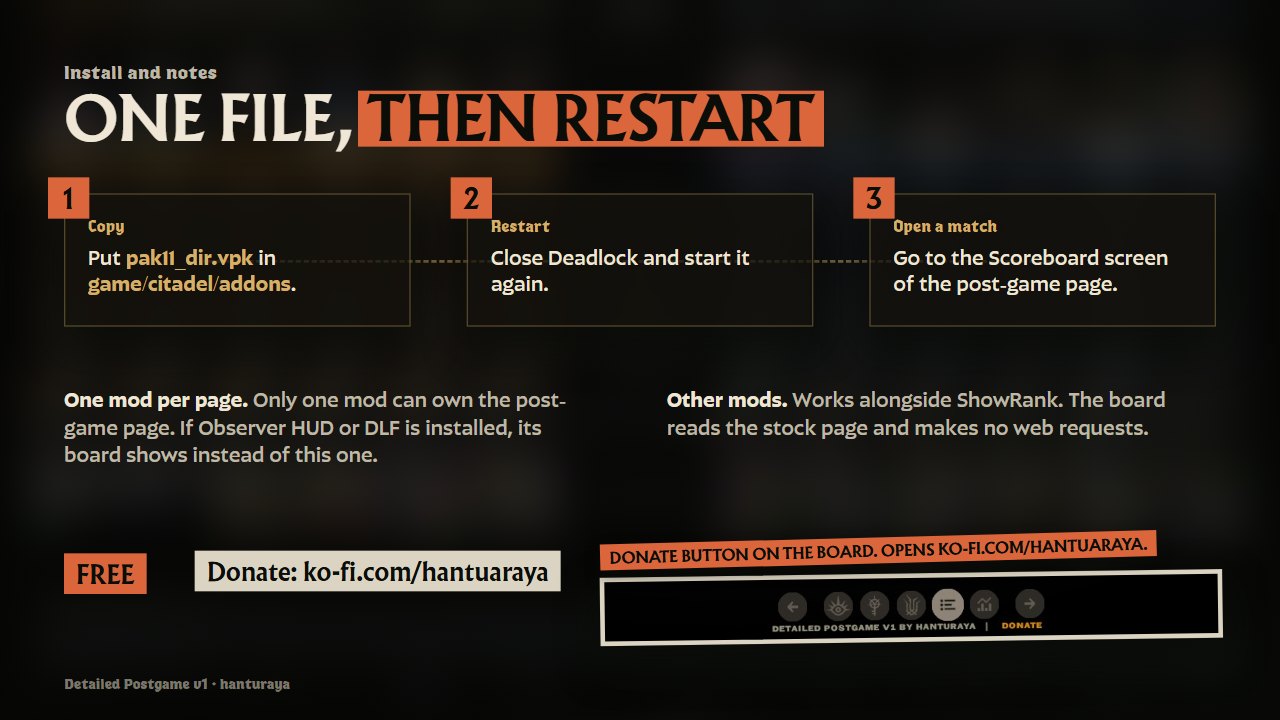 Install and notes
ONE FILE, THEN RESTART
1
Copy
Put pak11_dir.vpk in
game/citadel/addons.
2
Restart
Close Deadlock and start it
again.
3
Open a match
Go to the Scoreboard screen
of the post-game page.
One mod per page. Only one mod can own the post-
game page. If Observer HUD or DLF is installed, its
board shows instead of this one.
Other mods. Works alongside ShowRank. The board
reads the stock page and makes no web requests.
FREE
Donate: ko-fi.com/hantuaraya
DONATE BUTTON ON THE BOARD. OPENS KO-FI.COM/HANTUARAYA.
DETAILED POSTGAME V1 BY HANTURAYA | DONATE
Detailed Postgame v1 • hanturaya